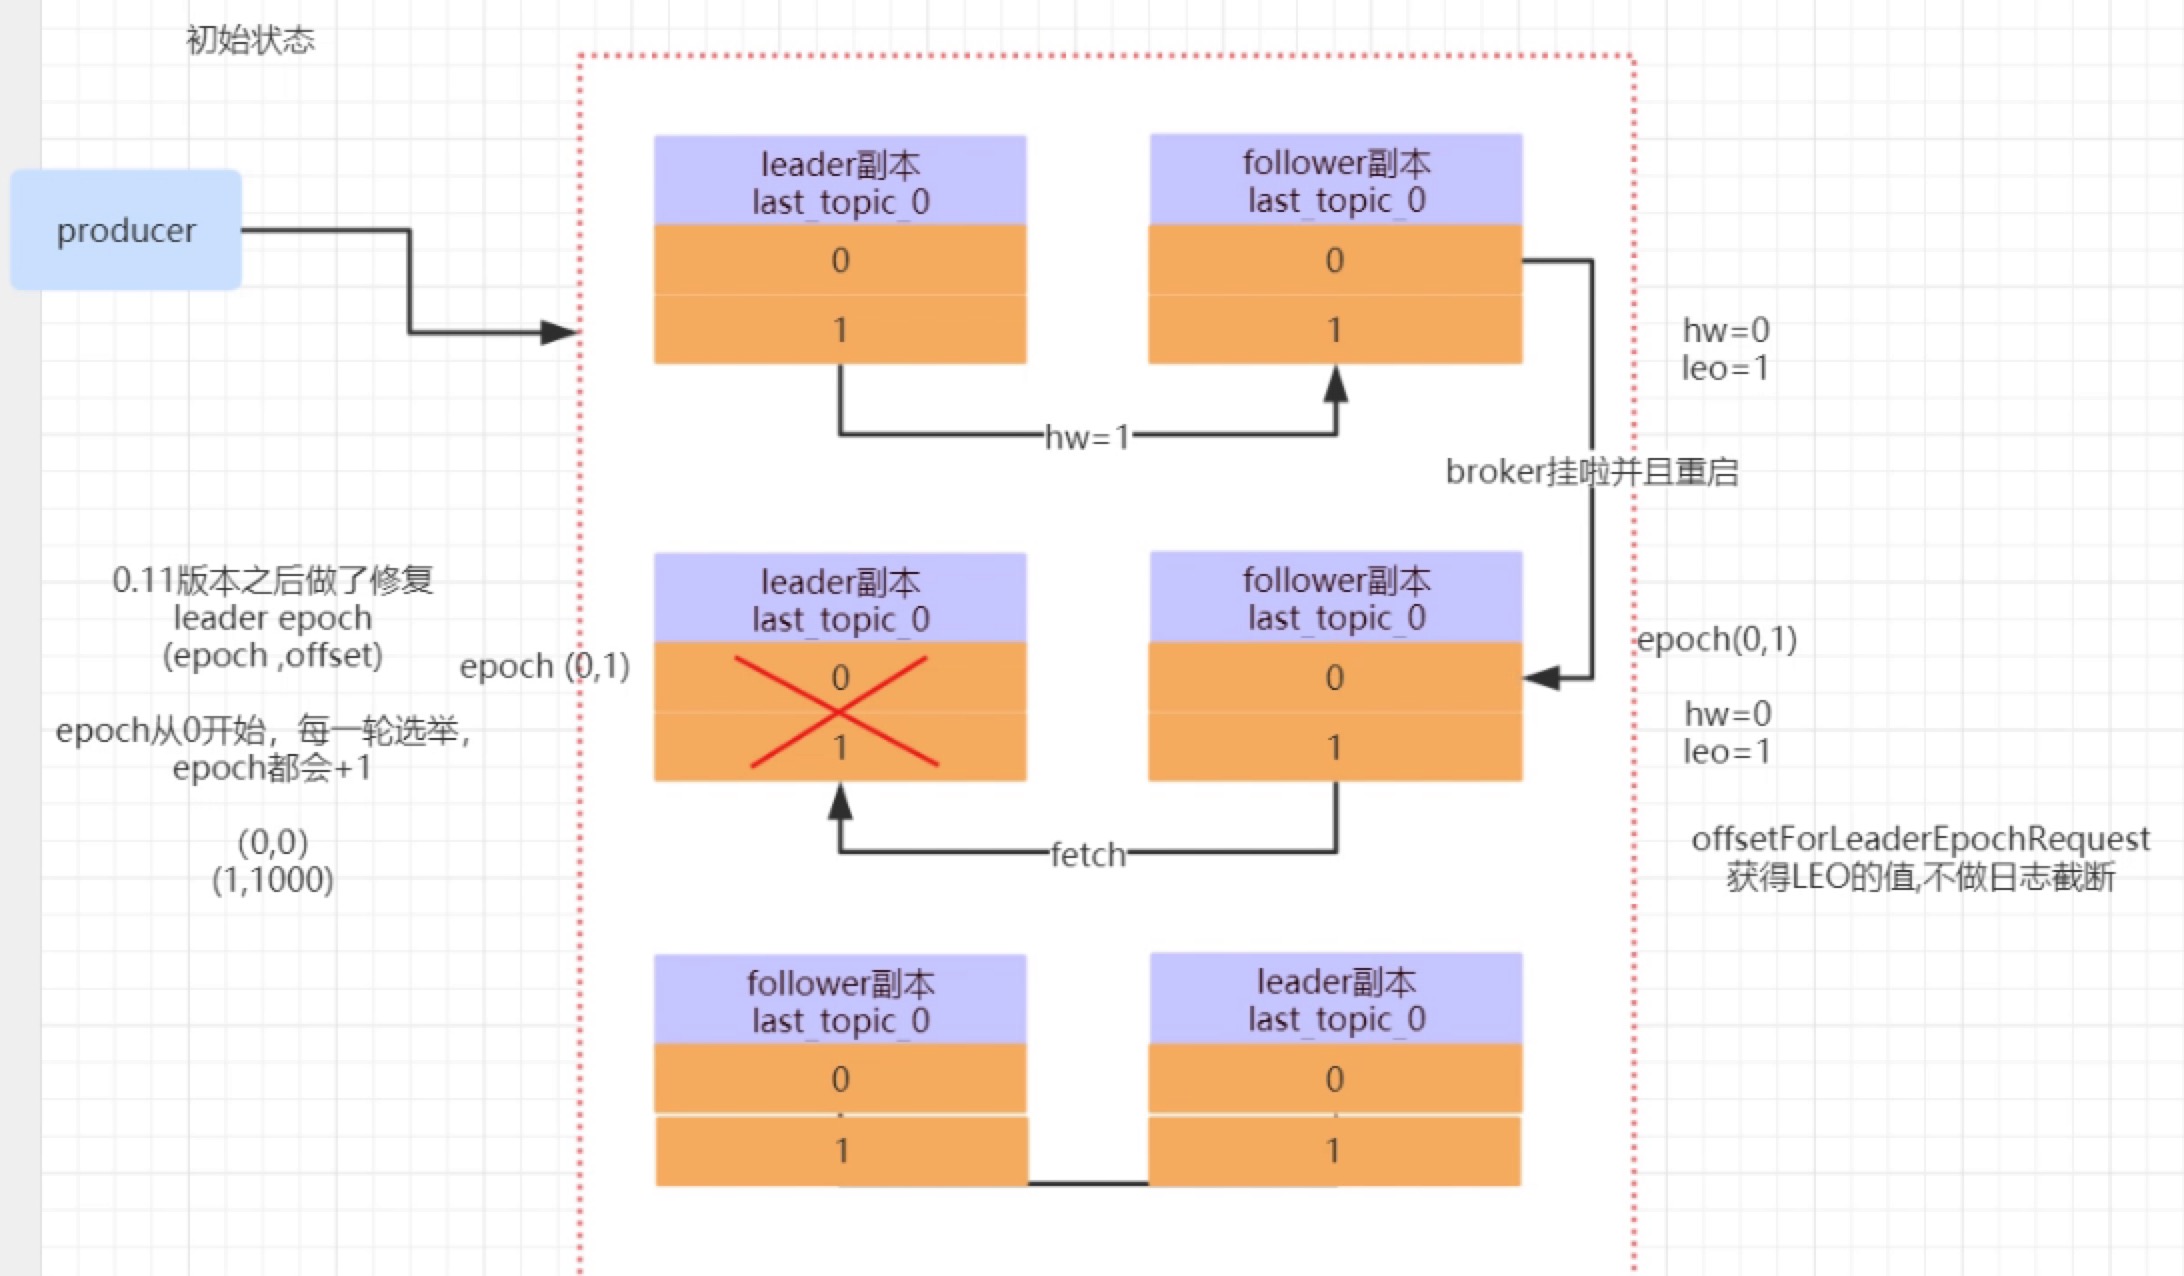 初始状态
producer
leader副本
last_topic_0
0
1
follower副本
last_topic_0
0
1
hw=1
hw=0
leo=1
broker挂啦并且重启
0.11版本之后做了修复
leader epoch
(epoch ,offset)
epoch从0开始，每一轮选举，
epoch都会+1
(0,0)
(1,1000)
epoch (0,1)
leader副本
last_topic_0
0
1
follower副本
last_topic_0
0
1
fetch
epoch(0,1)
hw=0
leo=1
offsetForLeaderEpochRequest
获得LEO的值,不做日志截断
follower副本
last_topic_0
0
1
leader副本
last_topic_0
0
1